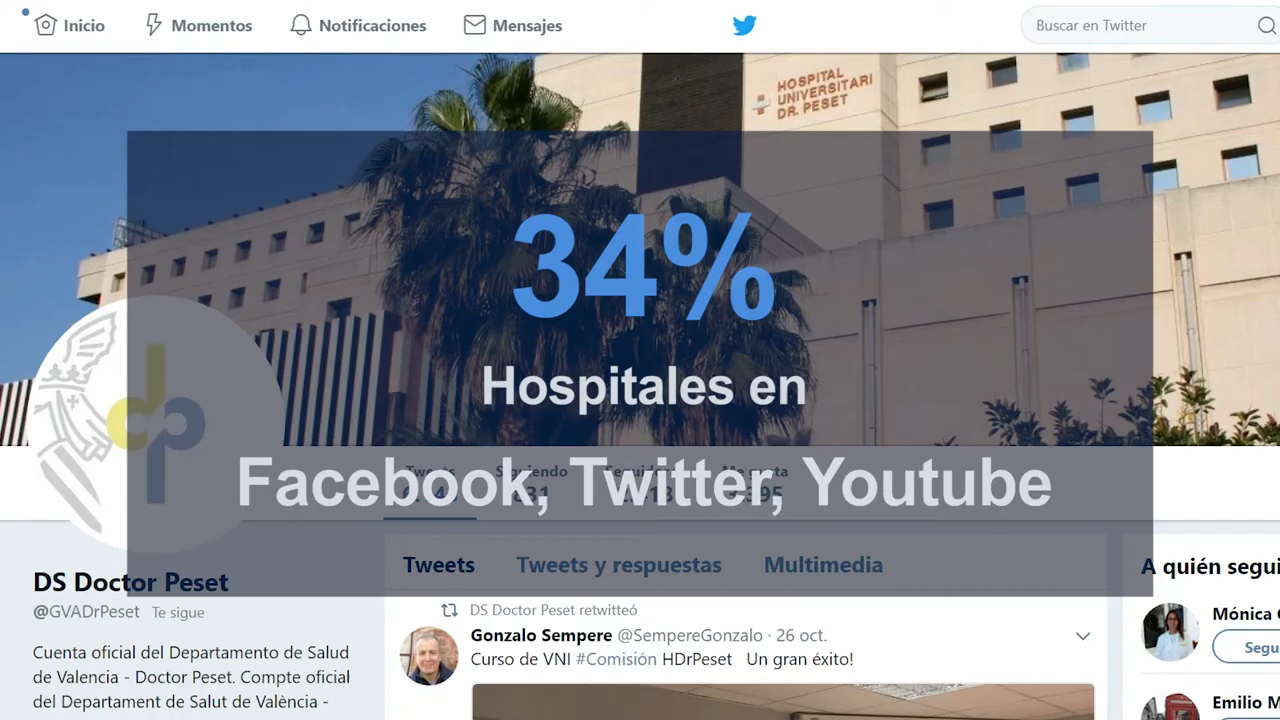 Inicio
Momentos
Notificaciones
Mensajes
Buscar en Twitter
HOSPITAL
UNIVERSITARI
DR. PESET
34%
Hospitales en
Facebook, Twitter, Youtube
Tweets
Siguiendo
Tweets
Tweets y respuestas
Multimedia
A quién segui
DS Doctor Peset
@GVADrPeset Te sigue
Cuenta oficial del Departamento de Salud
de Valencia - Doctor Peset. Compte oficial
del Departament de Salut de València -
DS Doctor Peset retwitteó
Gonzalo Sempere @SempereGonzalo · 26 oct.
Curso de VNI #Comisión HDrPeset Un gran éxito!
Mónica
Segu
Emilio M